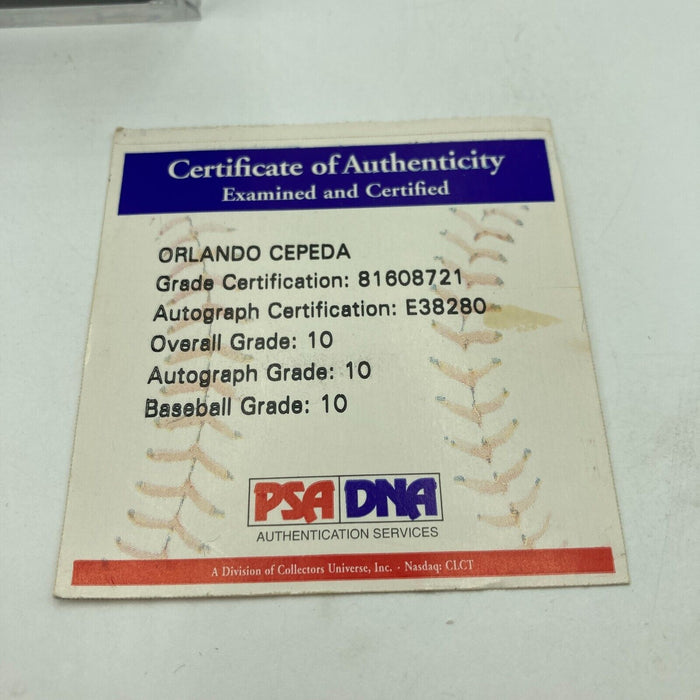 Certificate of Authenticity
Examined and Certified
ORLANDO CEPEDA
Grade Certification: 81608721
Autograph Certification: E38280
Overall Grade: 10
Autograph Grade: 10
Baseball Grade: 10
PSA DNA
AUTHENTICATION SERVICES
A Division of Collectors Universe, Inc. · Nasdaq: CLCT